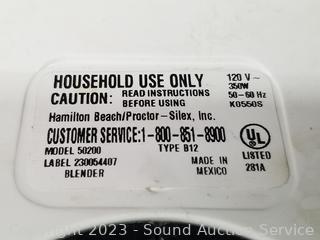 HOUSEHOLD USE ONLY
CAUTION: READ INSTRUCTIONS BEFORE USING
120 V~
350W
50-60 Hz
K0550S
Hamilton Beach/Proctor-Silex, Inc.
CUSTOMER SERVICE:1-800-851-8900
MODEL 50200 TYPE B12
LABEL 230054407 MADE IN MEXICO
BLENDER
UL
LISTED
281A
Copyright 2023 - Sound Auction Service